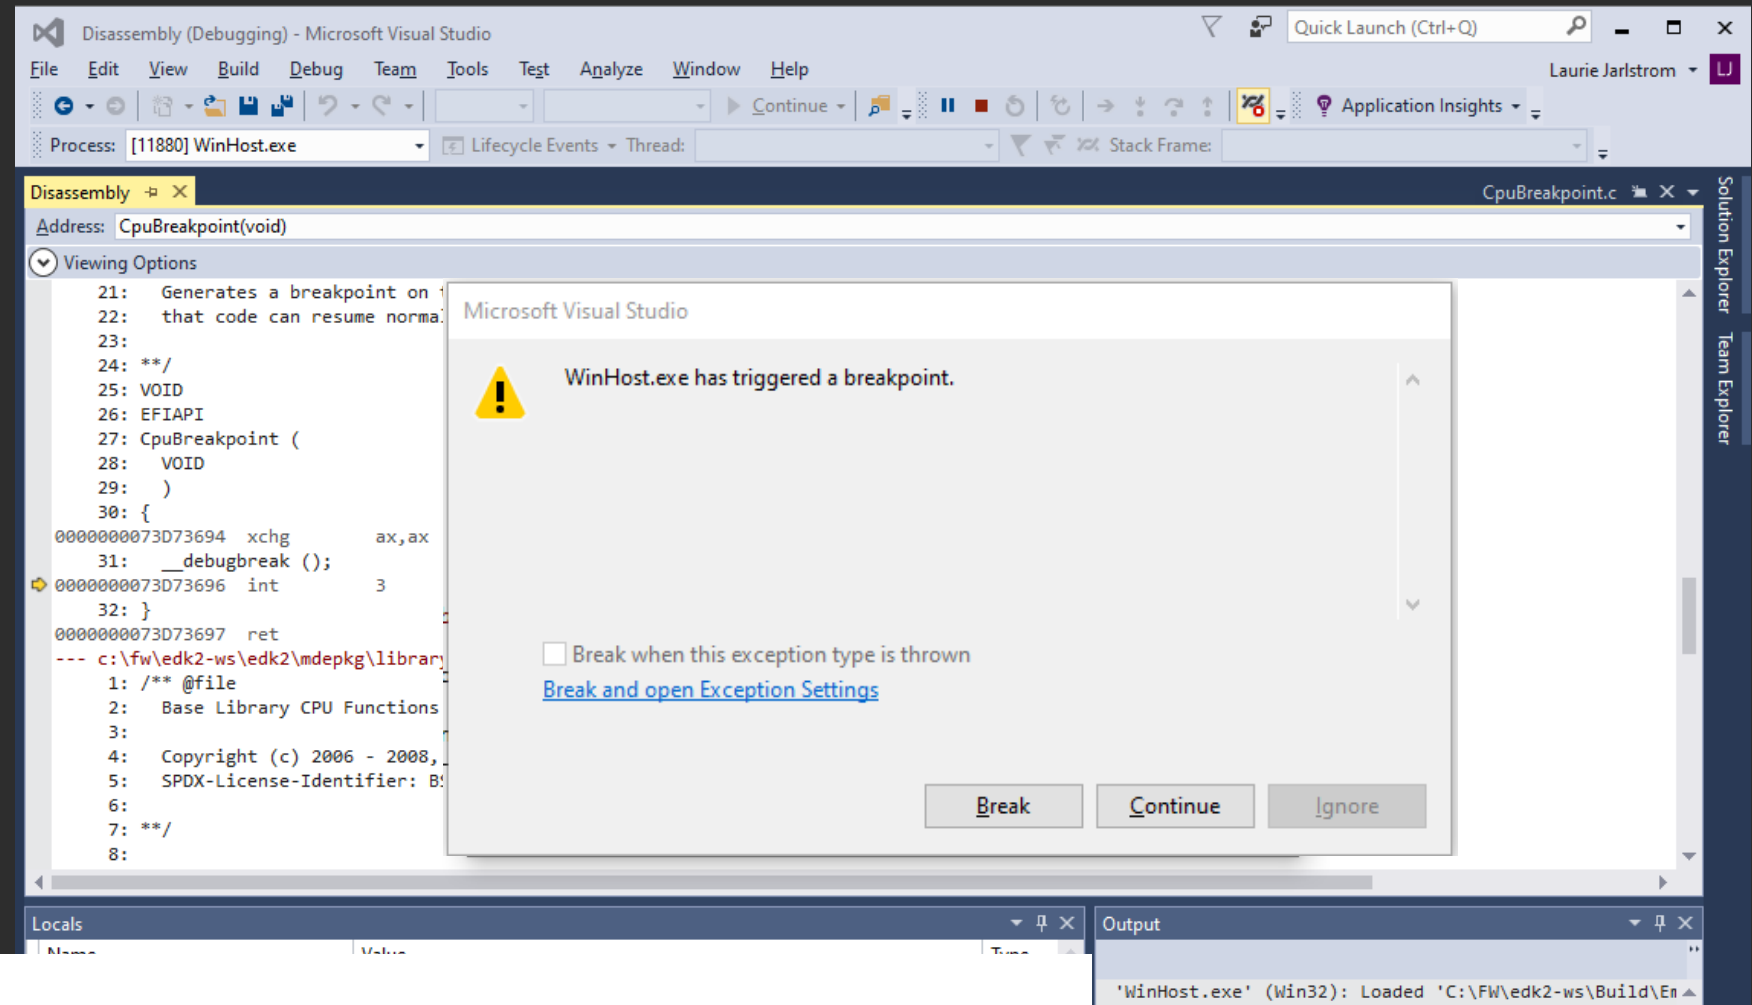 Disassembly (Debugging) - Microsoft Visual Studio
Quick Launch (Ctrl+Q)
File Edit View Build Debug Team Tools Test Analyze Window Help
Laurie Jarlstrom LJ
Continue
Application Insights
Process: [11880] WinHost.exe
Lifecycle Events
Thread:
Stack Frame:
Disassembly
CpuBreakpoint.c
Address: CpuBreakpoint(void)
Viewing Options
21: Generates a breakpoint on
22: that code can resume norma
23:
24: **/
25: VOID
26: EFIAPI
27: CpuBreakpoint (
28: VOID
29: )
30: {
0000000073D73694 xchg ax,ax
31: __debugbreak ();
0000000073D73696 int 3
32: }
0000000073D73697 ret
--- c:\fw\edk2-ws\edk2\mdepkg\library
1: /** @file
2: Base Library CPU Functions
3:
4: Copyright (c) 2006 - 2008,
5: SPDX-License-Identifier:
6:
7: **/
8:
Microsoft Visual Studio
WinHost.exe has triggered a breakpoint.
Break when this exception type is thrown
Break and open Exception Settings
Break
Continue
Ignore
Solution Explorer
Team Explorer
Locals
Name Value Type
Output
'WinHost.exe' (Win32): Loaded 'C:\FW\edk2-ws\Build\Em